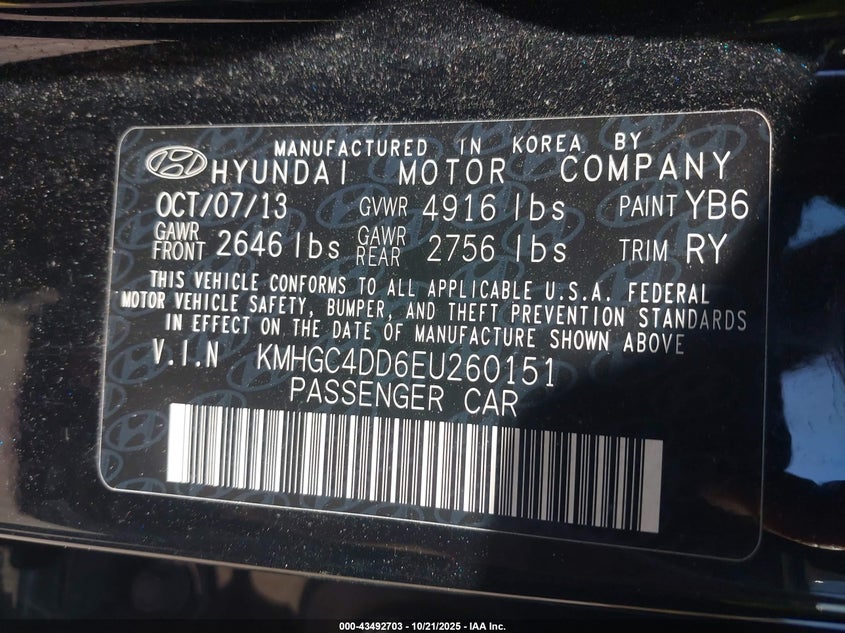 MANUFACTURED IN KOREA BY
HYUNDAI MOTOR COMPANY
OCT/07/13 GVWR 4916 lbs PAINT YB6
GAWR FRONT 2646 lbs GAWR REAR 2756 lbs TRIM RY
THIS VEHICLE CONFORMS TO ALL APPLICABLE U.S.A. FEDERAL
MOTOR VEHICLE SAFETY, BUMPER, AND THEFT PREVENTION STANDARDS
IN EFFECT ON THE DATE OF MANUFACTURE SHOWN ABOVE.
V.I.N KMHGC4DD6EU260151
PASSENGER CAR
000-43492703 - 10/21/2025 - IAA Inc.